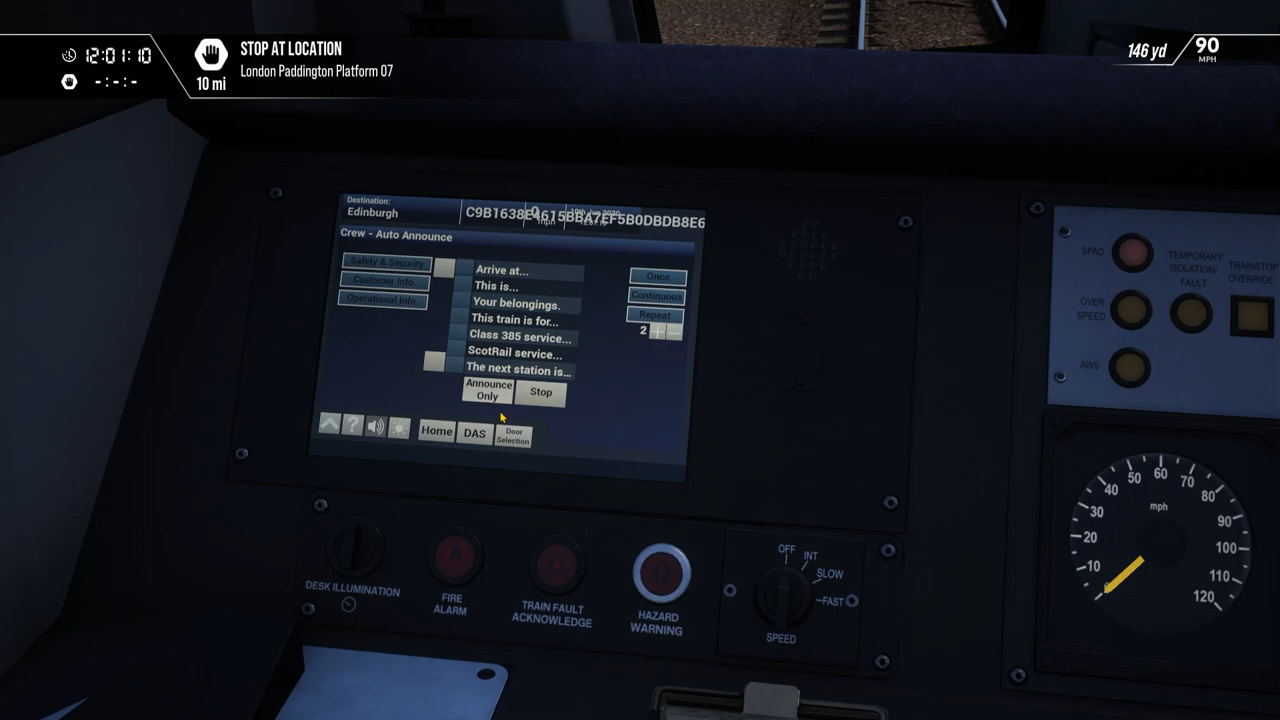 12:01:10
- : - : -
10 mi
STOP AT LOCATION
London Paddington Platform 07
146 yd
90
MPH
Destination:
Edinburgh
mph
Crew - Auto Announce
Safety & Security
Customer Info.
Operational Info.
Arrive at...
This is...
Your belongings.
This train is for...
Class 385 service...
ScotRail service...
The next station is...
Once
Continuous
Repeat
2 + -
Announce
Only
Stop
?
Home
DAS
Door
Selection
SPAD
TEMPORARY
ISOLATION/
FAULT
TRAINSTOP
OVERRIDE
OVER
SPEED
AWS
DESK ILLUMINATION
FIRE
ALARM
TRAIN FAULT
ACKNOWLEDGE
HAZARD
WARNING
OFF
INT
SLOW
FAST
SPEED
mph
0
10
20
30
40
50
60
70
80
90
100
110
120